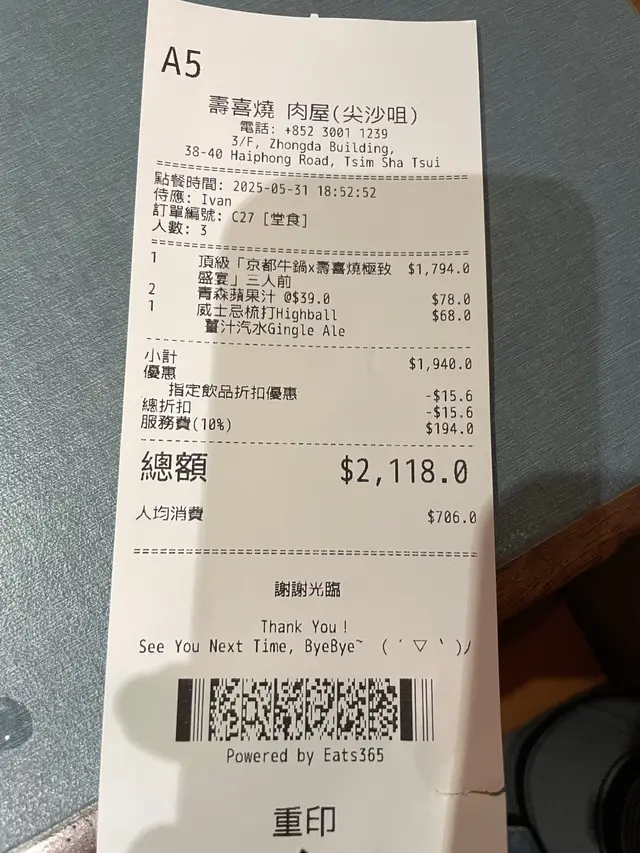 A5
壽喜燒 肉屋(尖沙咀)
電話: +852 3001 1239
3/F, Zhongda Building,
38-40 Haiphong Road, Tsim Sha Tsui
點餐時間: 2025-05-31 18:52:52
侍應: Ivan
訂單編號: C27 [堂食]
人數: 3
1 頂級「京都牛鍋x壽喜燒極致 $1,794.0
盛宴」三人前
2 青森蘋果汁 @$39.0 $78.0
1 威士忌梳打Highball $68.0
薑汁汽水Gingle Ale
小計 $1,940.0
優惠
指定飲品折扣優惠 -$15.6
總折扣 -$15.6
服務費(10%) $194.0
總額 $2,118.0
人均消費 $706.0
謝謝光臨
Thank You!
See You Next Time, ByeBye~ (´▽`)ﾉ
Powered by Eats365
重印